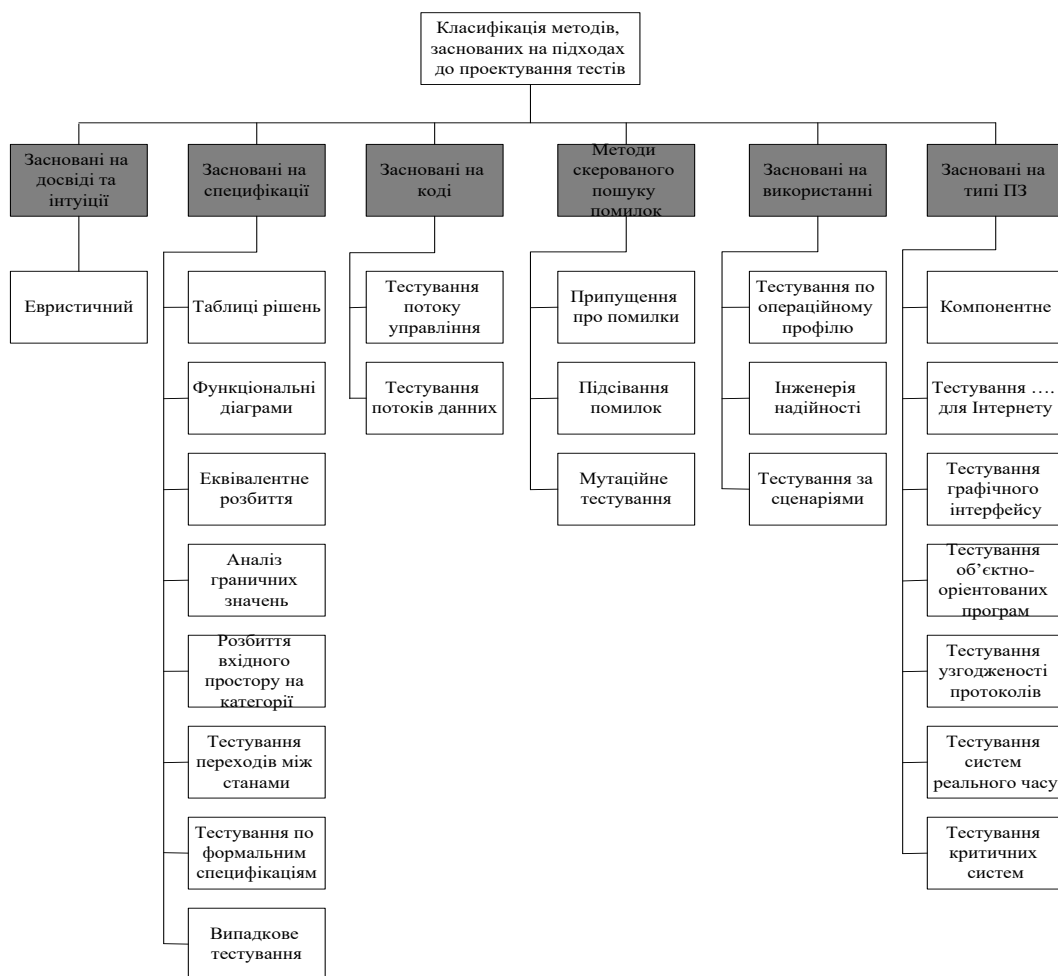 Класифікація методів,
заснованих на підходах
до проектування тестів
Засновані на
досвіді та
інтуіції
Засновані на
специфікації
Засновані на
коді
Методи
скерованого
пошуку
помилок
Засновані на
використанні
Засновані на
типі ПЗ
Евристичний
Таблиці рішень
Функціональні
діаграми
Еквівалентне
розбиття
Аналіз
граничних
значень
Розбиття
вхідного
простору на
категорії
Тестування
переходів між
станами
Тестування по
формальним
специфікаціям
Випадкове
тестування
Тестування
потоку
управління
Тестування
потоків данних
Припущення
про помилки
Підсівання
помилок
Мутаційне
тестування
Тестування по
операційному
профілю
Інженерія
надійності
Тестування за
сценаріями
Компонентне
Тестування ….
для Інтернету
Тестування
графічного
інтерфейсу
Тестування
об’єктно-
оріентованих
програм
Тестування
узгодженості
протоколів
Тестування
систем
реального часу
Тестування
критичних
систем